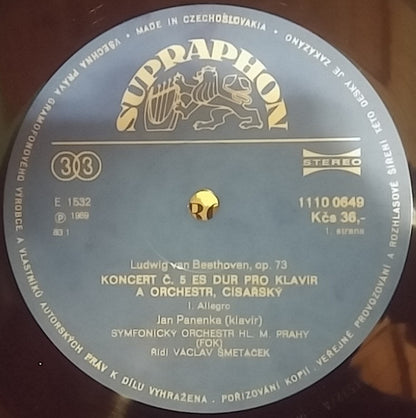 VŠECHNA PRÁVA GRAMOFONOVÉHO VÝROBCE A VLASTNÍKŮ AUTORSKÝCH PRÁV K DÍLU VYHRAŽENA. POŘIZOVÁNÍ KOPIÍ, VEŘEJNÉ PROVOZOVÁNÍ A ROZHLASOVÉ ŠÍŘENÍ TÉTO DESKY JE ZAKÁZÁNO
• MADE IN CZECHOSLOVAKIA •
SUPRAPHON
33
STEREO
E 1532
Ⓟ 1969
83 1
1110 0649
Kčs 36,-
1. strana
Ludwig van Beethoven, op. 73
KONCERT Č. 5 ES DUR PRO KLAVÍR
A ORCHESTR, CÍSAŘSKÝ
I. Allegro
Jan Panenka (klavír)
SYMFONICKÝ ORCHESTR HL. M. PRAHY
(FOK)
Řídí VÁCLAV SMETÁČEK